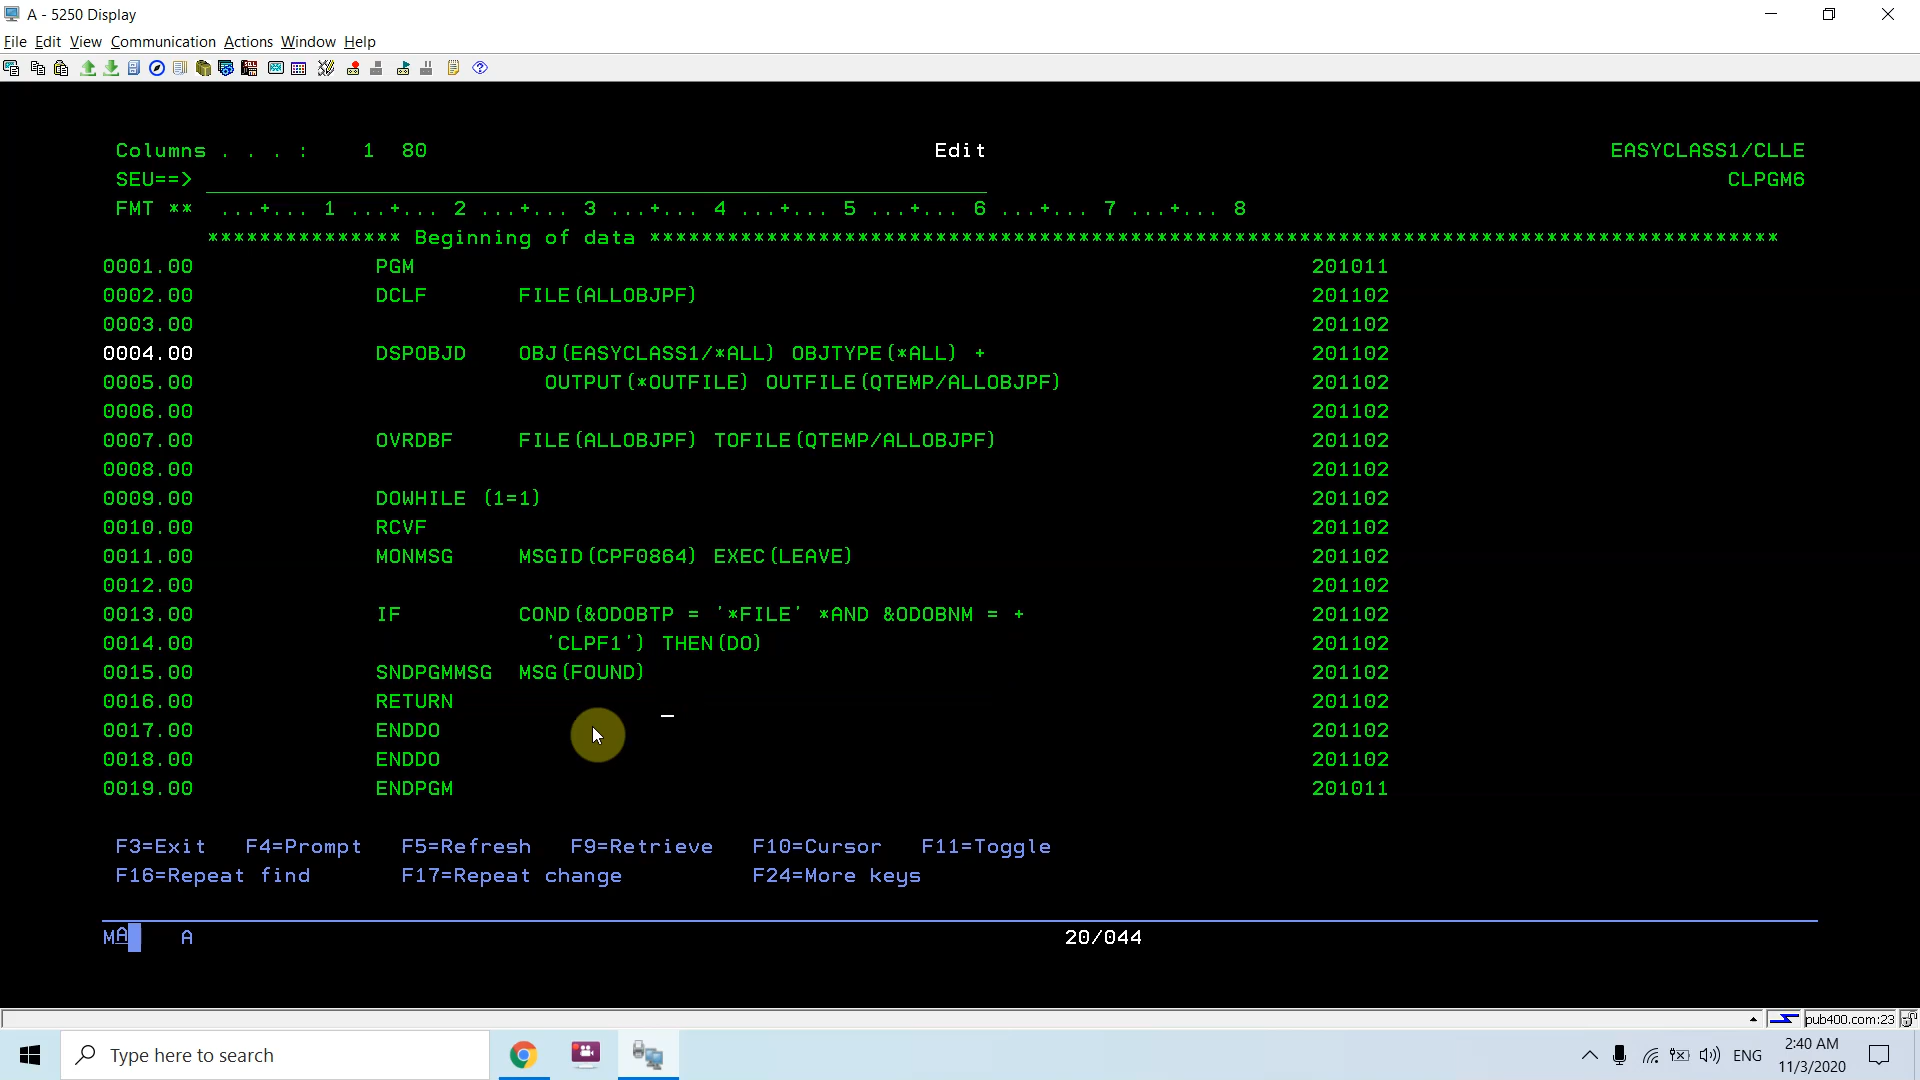 A - 5250 Display
File Edit View Communication Actions Window Help
Columns . . . :    1  80                                       Edit                                                EASYCLASS1/CLLE
SEU==>                                                                                                              CLPGM6
FMT **  ...+... 1 ...+... 2 ...+... 3 ...+... 4 ...+... 5 ...+... 6 ...+... 7 ...+... 8
*************** Beginning of data ***************************************************************************************
0001.00              PGM                                                                     201011
0002.00              DCLF       FILE(ALLOBJPF)                                               201102
0003.00                                                                                      201102
0004.00              DSPOBJD    OBJ(EASYCLASS1/*ALL) OBJTYPE(*ALL) +                         201102
0005.00                           OUTPUT(*OUTFILE) OUTFILE(QTEMP/ALLOBJPF)                   201102
0006.00                                                                                      201102
0007.00              OVRDBF     FILE(ALLOBJPF) TOFILE(QTEMP/ALLOBJPF)                        201102
0008.00                                                                                      201102
0009.00              DOWHILE (1=1)                                                           201102
0010.00              RCVF                                                                    201102
0011.00              MONMSG     MSGID(CPF0864) EXEC(LEAVE)                                   201102
0012.00                                                                                      201102
0013.00              IF         COND(&ODOBTP = '*FILE' *AND &ODOBNM = +                      201102
0014.00                           'CLPF1') THEN(DO)                                          201102
0015.00              SNDPGMMSG  MSG(FOUND)                                                   201102
0016.00              RETURN                                                                  201102
0017.00              ENDDO                                                                   201102
0018.00              ENDDO                                                                   201102
0019.00              ENDPGM                                                                  201011
F3=Exit   F4=Prompt   F5=Refresh   F9=Retrieve   F10=Cursor   F11=Toggle
F16=Repeat find       F17=Repeat change          F24=More keys
MA    A                                                                    20/044
pub400.com:23
Type here to search
ENG
2:40 AM
11/3/2020